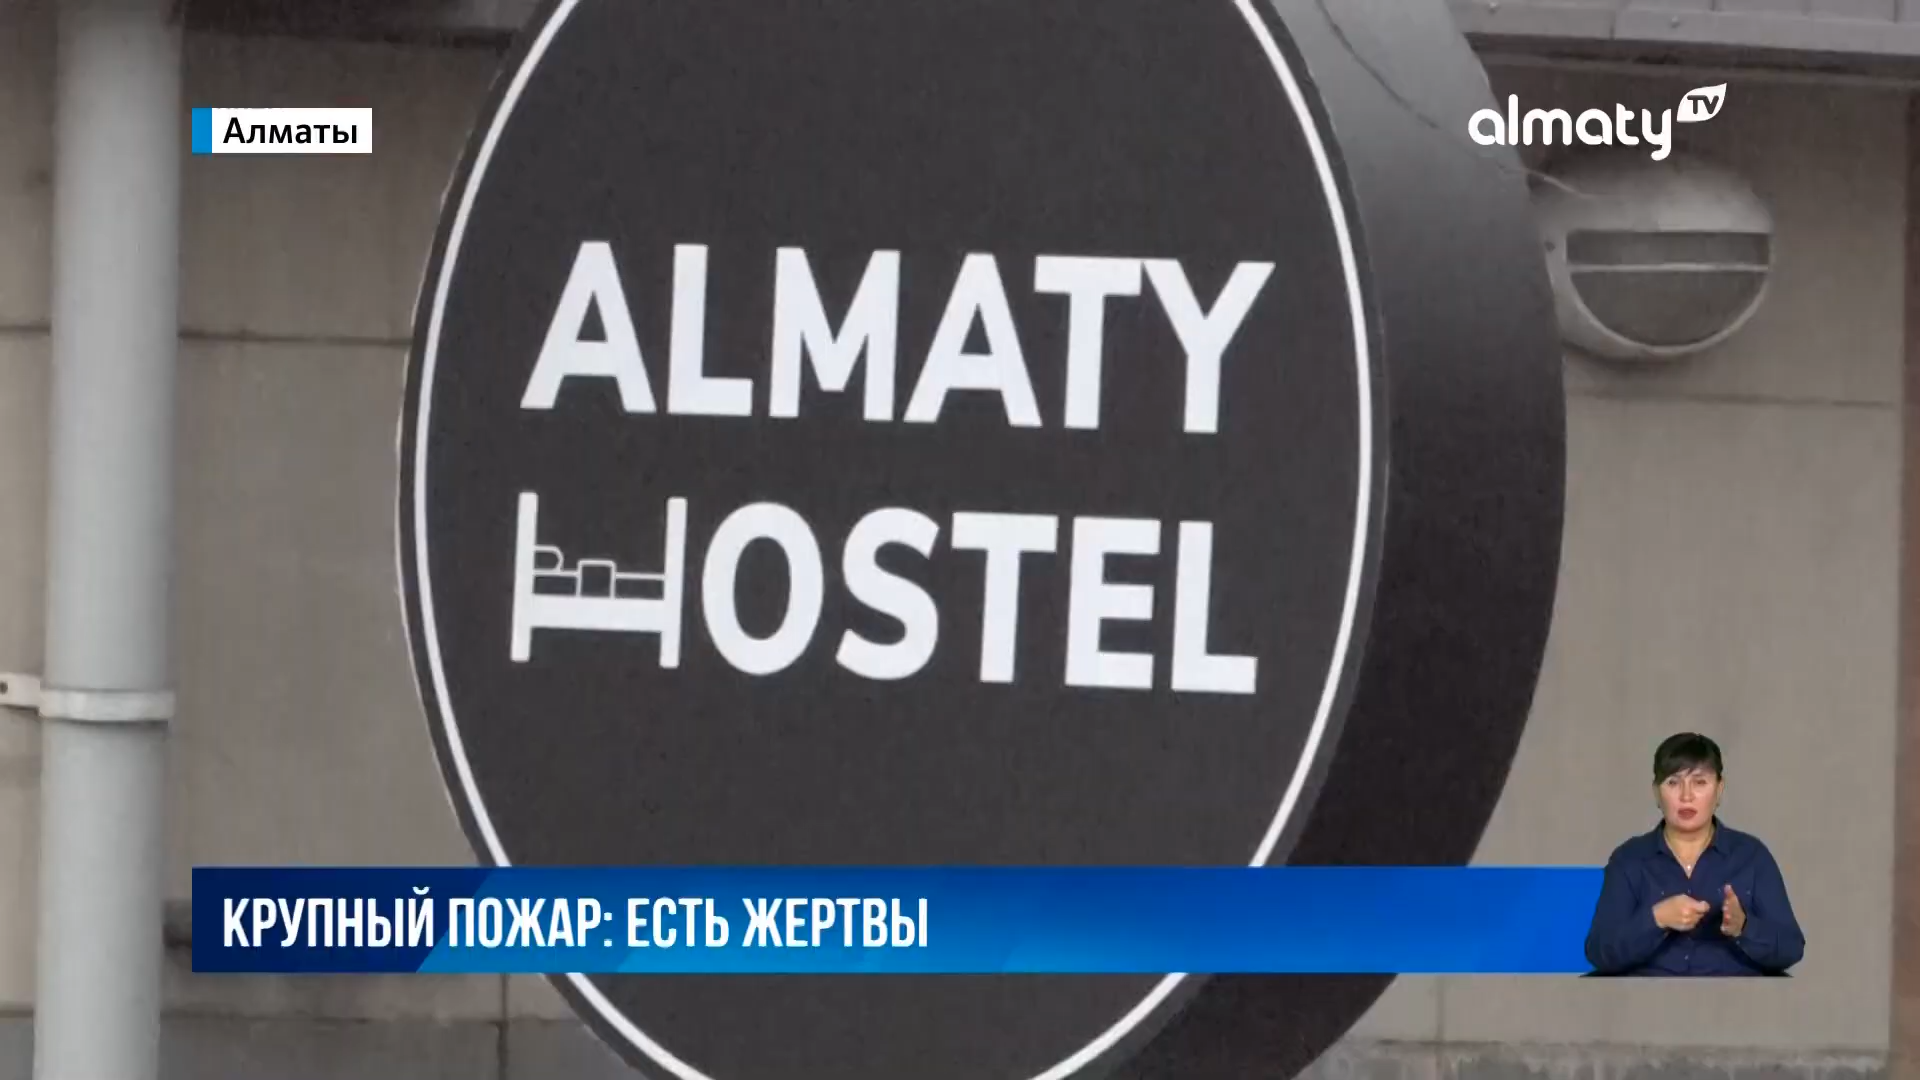 Алматы
almaty TV
ALMATY
HOSTEL
КРУПНЫЙ ПОЖАР: ЕСТЬ ЖЕРТВЫ